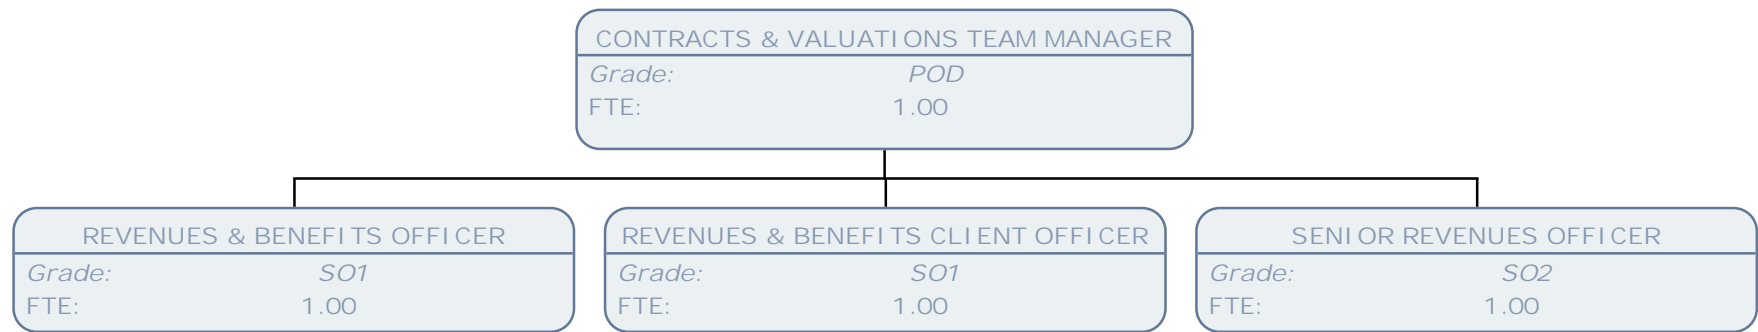 CONTRACTS & VALUATIONS TEAM MANAGER
Grade: POD
FTE: 1.00
REVENUES & BENEFITS OFFICER
Grade: SO1
FTE: 1.00
REVENUES & BENEFITS CLIENT OFFICER
Grade: SO1
FTE: 1.00
SENIOR REVENUES OFFICER
Grade: SO2
FTE: 1.00